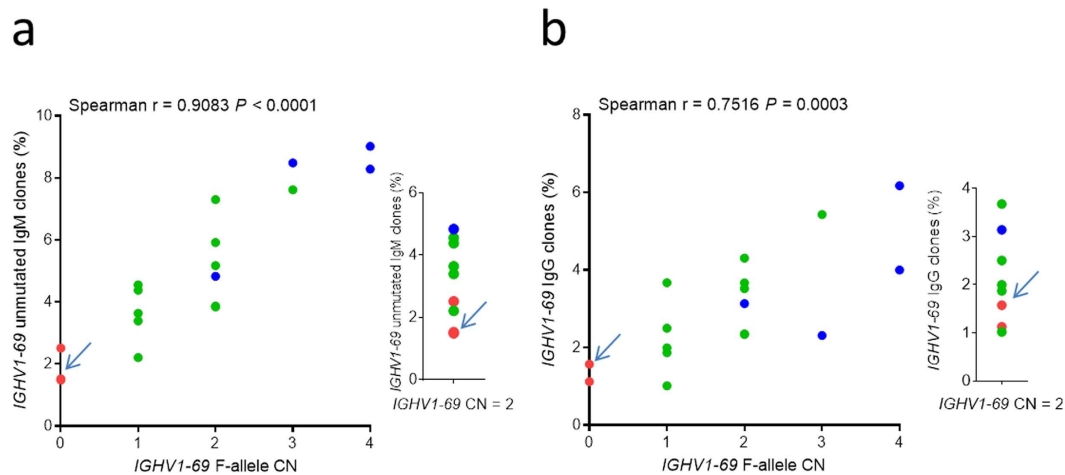 a
b
Spearman r = 0.9083 P < 0.0001
IGHV1-69 unmutated IgM clones (%)
10
8
6
4
2
0
0 1 2 3 4
IGHV1-69 F-allele CN
IGHV1-69 unmutated IgM clones (%)
6
4
2
0
IGHV1-69 CN = 2
Spearman r = 0.7516 P = 0.0003
IGHV1-69 IgG clones (%)
8
6
4
2
0
0 1 2 3 4
IGHV1-69 F-allele CN
IGHV1-69 IgG clones (%)
4
3
2
1
0
IGHV1-69 CN = 2